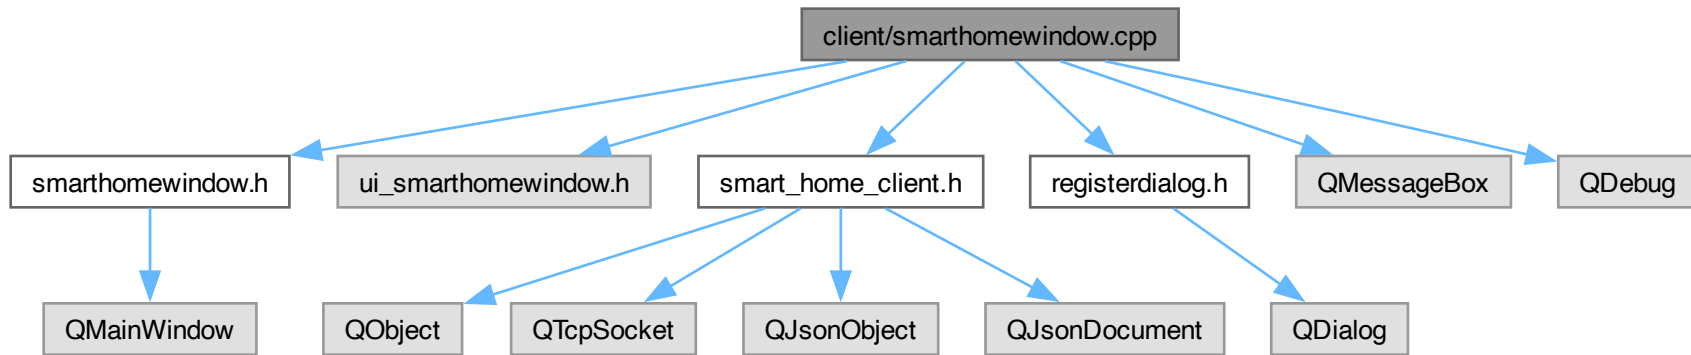 client/smarthomewindow.cpp
smarthomewindow.h
ui_smarthomewindow.h
smart_home_client.h
registerdialog.h
QMessageBox
QDebug
QMainWindow
QObject
QTcpSocket
QJsonObject
QJsonDocument
QDialog